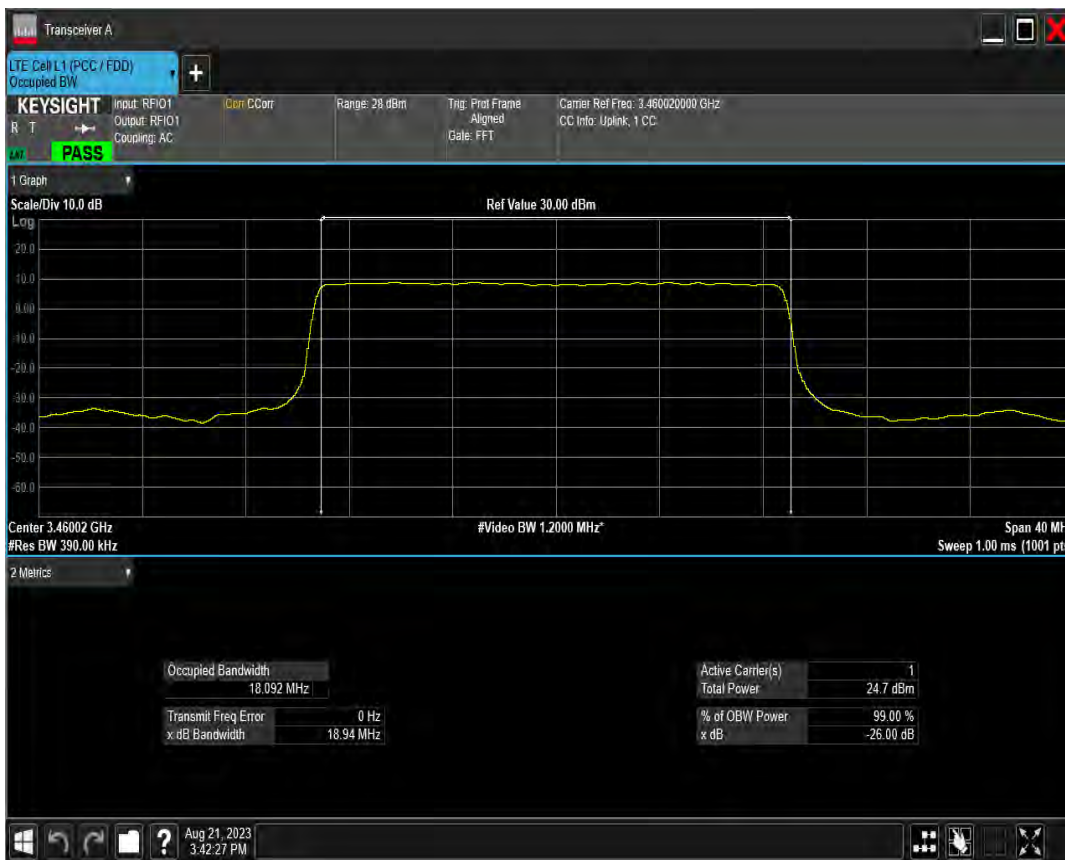 Transceiver A
LTE Cell L1 (PCC / FDD)
Occupied BW
KEYSIGHT
R T
PASS
Input: RFIO1
Output: RFIO1
Coupling: AC
Corr CCorr
Range: 28 dBm
Trig: Prot Frame
Aligned
Gate: FFT
Carrier Ref Freq: 3.460020000 GHz
CC Info: Uplink, 1 CC
1 Graph
Scale/Div 10.0 dB
Ref Value 30.00 dBm
Log
20.0
10.0
0.00
-10.0
-20.0
-30.0
-40.0
-50.0
-60.0
Center 3.46002 GHz
#Video BW 1.2000 MHz*
Span 40 MH
#Res BW 390.00 kHz
Sweep 1.00 ms (1001 pt
2 Metrics
Occupied Bandwidth
18.092 MHz
Transmit Freq Error 0 Hz
x dB Bandwidth 18.94 MHz
Active Carrier(s) 1
Total Power 24.7 dBm
% of OBW Power 99.00 %
x dB -26.00 dB
Aug 21, 2023
3:42:27 PM